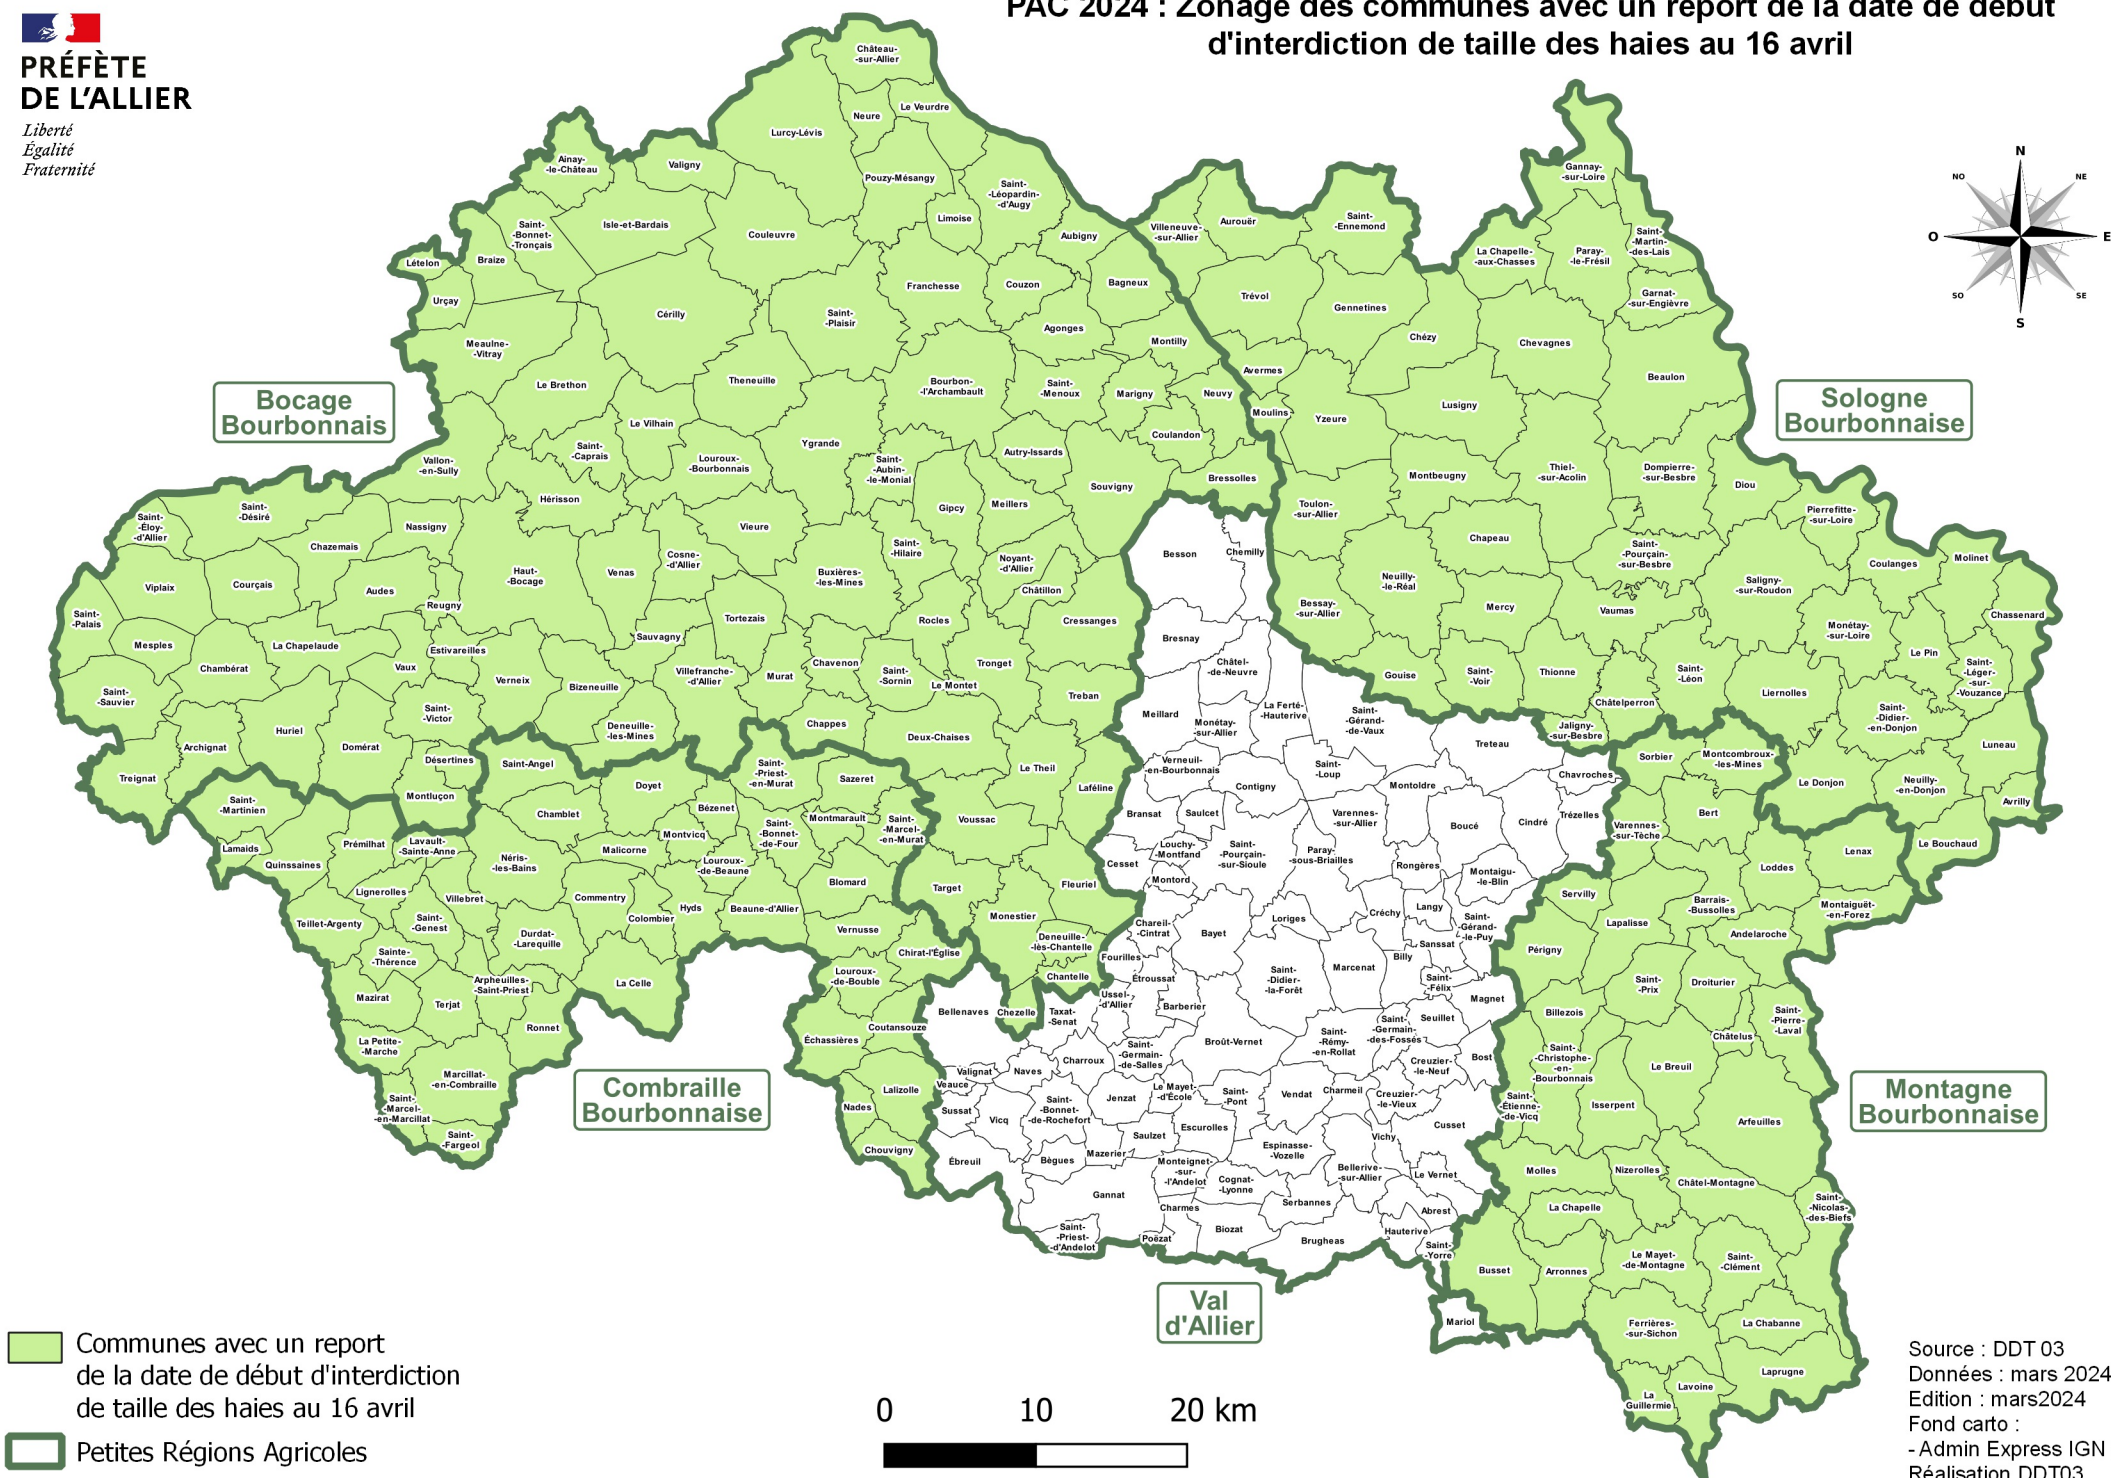 PAC 2024 : Zonage des communes avec un report de la date de début
d'interdiction de taille des haies au 16 avril
PRÉFÈTE
DE L'ALLIER
Liberté
Égalité
Fraternité
N
NE
E
SE
S
SO
O
NO
Bocage
Bourbonnais
Sologne
Bourbonnaise
Combraille
Bourbonnaise
Montagne
Bourbonnaise
Val
d'Allier
Château-
-sur-Allier
Neure
Le Veurdre
Lurcy-Lévis
Ainay-
-le-Château
Valigny
Pouzy-Mésangy
Saint-
-Léopardin-
-d'Augy
Limoise
Isle-et-Bardais
Couleuvre
Saint-
-Bonnet-
-Tronçais
Braize
Aubigny
Lételon
Urçay
Franchesse
Couzon
Bagneux
Cérilly
Saint-
-Plaisir
Agonges
Meaulne-
-Vitray
Montilly
Le Brethon
Theneuille
Bourbon-
-l'Archambault
Saint-
-Menoux
Marigny
Neuvy
Le Vilhain
Ygrande
Coulandon
Saint-
-Caprais
Louroux-
-Bourbonnais
Autry-Issards
Vallon-
-en-Sully
Saint-
-Aubin-
-le-Monial
Souvigny
Bressolles
Hérisson
Gipcy
Meillers
Saint-
-Désiré
Saint-
-Éloy-
-d'Allier
Nassigny
Vieure
Chazemais
Cosne-
-d'Allier
Saint-
-Hilaire
Noyant-
-d'Allier
Viplaix
Courçais
Audes
Haut-
-Bocage
Venas
Buxières-
-les-Mines
Châtillon
Reugny
Saint-
-Palais
Tortezais
Rocles
Cressanges
Mesples
La Chapelaude
Estivareilles
Sauvagny
Chambérat
Vaux
Verneix
Bizeneuille
Villefranche-
-d'Allier
Murat
Chavenon
Saint-
-Sornin
Tronget
Le Montet
Treban
Saint-
-Sauvier
Saint-
-Victor
Deneuille-
-les-Mines
Chappes
Huriel
Archignat
Domérat
Deux-Chaises
Désertines
Treignat
Montluçon
Le Theil
Laféline
Voussac
Target
Fleuriel
Monestier
Deneuille-
-lès-Chantelle
Chantelle
Chezelle
Villeneuve-
-sur-Allier
Aurouër
Saint-
-Ennemond
Gannay-
-sur-Loire
La Chapelle-
-aux-Chasses
Paray-
-le-Frésil
Saint-
-Martin-
-des-Lais
Garnat-
-sur-Engièvre
Trévol
Gennetines
Chézy
Chevagnes
Avermes
Beaulon
Moulins
Yzeure
Lusigny
Montbeugny
Thiel-
-sur-Acolin
Dompierre-
-sur-Besbre
Diou
Toulon-
-sur-Allier
Pierrefitte-
-sur-Loire
Chapeau
Saint-
-Pourçain-
-sur-Besbre
Coulanges
Molinet
Neuilly-
-le-Réal
Saligny-
-sur-Roudon
Bessay-
-sur-Allier
Mercy
Vaumas
Chassenard
Monétay-
-sur-Loire
Le Pin
Gouise
Saint-
-Voir
Thionne
Saint-
-Léon
Saint-
-Léger-
-sur-
-Vouzance
Liernolles
Châtelperron
Saint-
-Didier-
-en-Donjon
Jaligny-
-sur-Besbre
Luneau
Le Donjon
Neuilly-
-en-Donjon
Avrilly
Saint-Angel
Saint-
-Martinien
Doyet
Saint-
-Priest-
-en-Murat
Sazeret
Chamblet
Bézenet
Montmarault
Saint-
-Marcel-
-en-Murat
Montvicq
Saint-
-Bonnet-
-de-Four
Lamaids
Quinssaines
Prémilhat
Lavault-
-Sainte-Anne
Malicorne
Néris-
-les-Bains
Louroux-
-de-Beaune
Blomard
Lignerolles
Villebret
Commentry
Hyds
Beaune-d'Allier
Colombier
Teillet-Argenty
Saint-
-Genest
Durdat-
-Larequille
Vernusse
Chirat-l'Église
Sainte-
-Thérence
Arpheuilles-
-Saint-Priest
La Celle
Louroux-
-de-Bouble
Mazirat
Terjat
Ronnet
Coutansouze
Échassières
La Petite-
-Marche
Marcillat-
-en-Combraille
Lalizolle
Nades
Saint-
-Marcel-
-en-Marcillat
Saint-
-Fargeol
Chouvigny
Besson
Chemilly
Bresnay
Châtel-
-de-Neuvre
Meillard
Monétay-
-sur-Allier
La Ferté-
-Hauterive
Saint-
-Gérand-
-de-Vaux
Treteau
Verneuil-
-en-Bourbonnais
Saint-
-Loup
Chavroches
Contigny
Montoldre
Bransat
Saulcet
Varennes-
-sur-Allier
Boucé
Cindré
Trézelles
Louchy-
-Montfand
Saint-
-Pourçain-
-sur-Sioule
Paray-
-sous-Briailles
Cesset
Montord
Rongères
Montaigu-
-le-Blin
Chareil-
-Cintrat
Bayet
Loriges
Créchy
Langy
Saint-
-Gérand-
-le-Puy
Sanssat
Fourilles
Étroussat
Billy
Marcenat
Saint-
-Didier-
-la-Forêt
Saint-
-Félix
Ussel-
-d'Allier
Barberier
Magnet
Bellenaves
Taxat-
-Senat
Seuillet
Saint-
-Germain-
-des-Fossés
Saint-
-Rémy-
-en-Rollat
Broût-Vernet
Saint-
-Germain-
-de-Salles
Charroux
Creuzier-
-le-Neuf
Bost
Valignat
Naves
Veauce
Le Mayet-
-d'École
Saint-
-Pont
Vendat
Charmeil
Creuzier-
-le-Vieux
Jenzat
Sussat
Vicq
Saint-
-Bonnet-
-de-Rochefort
Escurolles
Cusset
Saulzet
Vichy
Espinasse-
-Vozelle
Mazerier
Bègues
Ébreuil
Monteignet-
-sur-
-l'Andelot
Cognat-
-Lyonne
Bellerive-
-sur-Allier
Le Vernet
Gannat
Charmes
Serbannes
Abrest
Saint-
-Priest-
-d'Andelot
Poëzat
Biozat
Brugheas
Hauterive
Saint-
-Yorre
Mariol
Sorbier
Montcombroux-
-les-Mines
Varennes-
-sur-Tèche
Bert
Le Bouchaud
Lenax
Loddes
Servilly
Barrais-
-Bussolles
Montaiguët-
-en-Forez
Lapalisse
Andelaroche
Périgny
Saint-
-Prix
Droiturier
Billezois
Saint-
-Pierre-
-Laval
Châtelus
Saint-
-Christophe-
-en-
-Bourbonnais
Le Breuil
Saint-
-Étienne-
-de-Vicq
Isserpent
Arfeuilles
Molles
Nizerolles
Châtel-Montagne
La Chapelle
Saint-
-Nicolas-
-des-Biefs
Busset
Arronnes
Le Mayet-
-de-Montagne
Saint-
-Clément
Ferrières-
-sur-Sichon
La Chabanne
Laprugne
Lavoine
La
Guillermie
Communes avec un report
de la date de début d'interdiction
de taille des haies au 16 avril
Petites Régions Agricoles
0 10 20 km
Source : DDT 03
Données : mars 2024
Edition : mars2024
Fond carto :
- Admin Express IGN
Réalisation DDT03